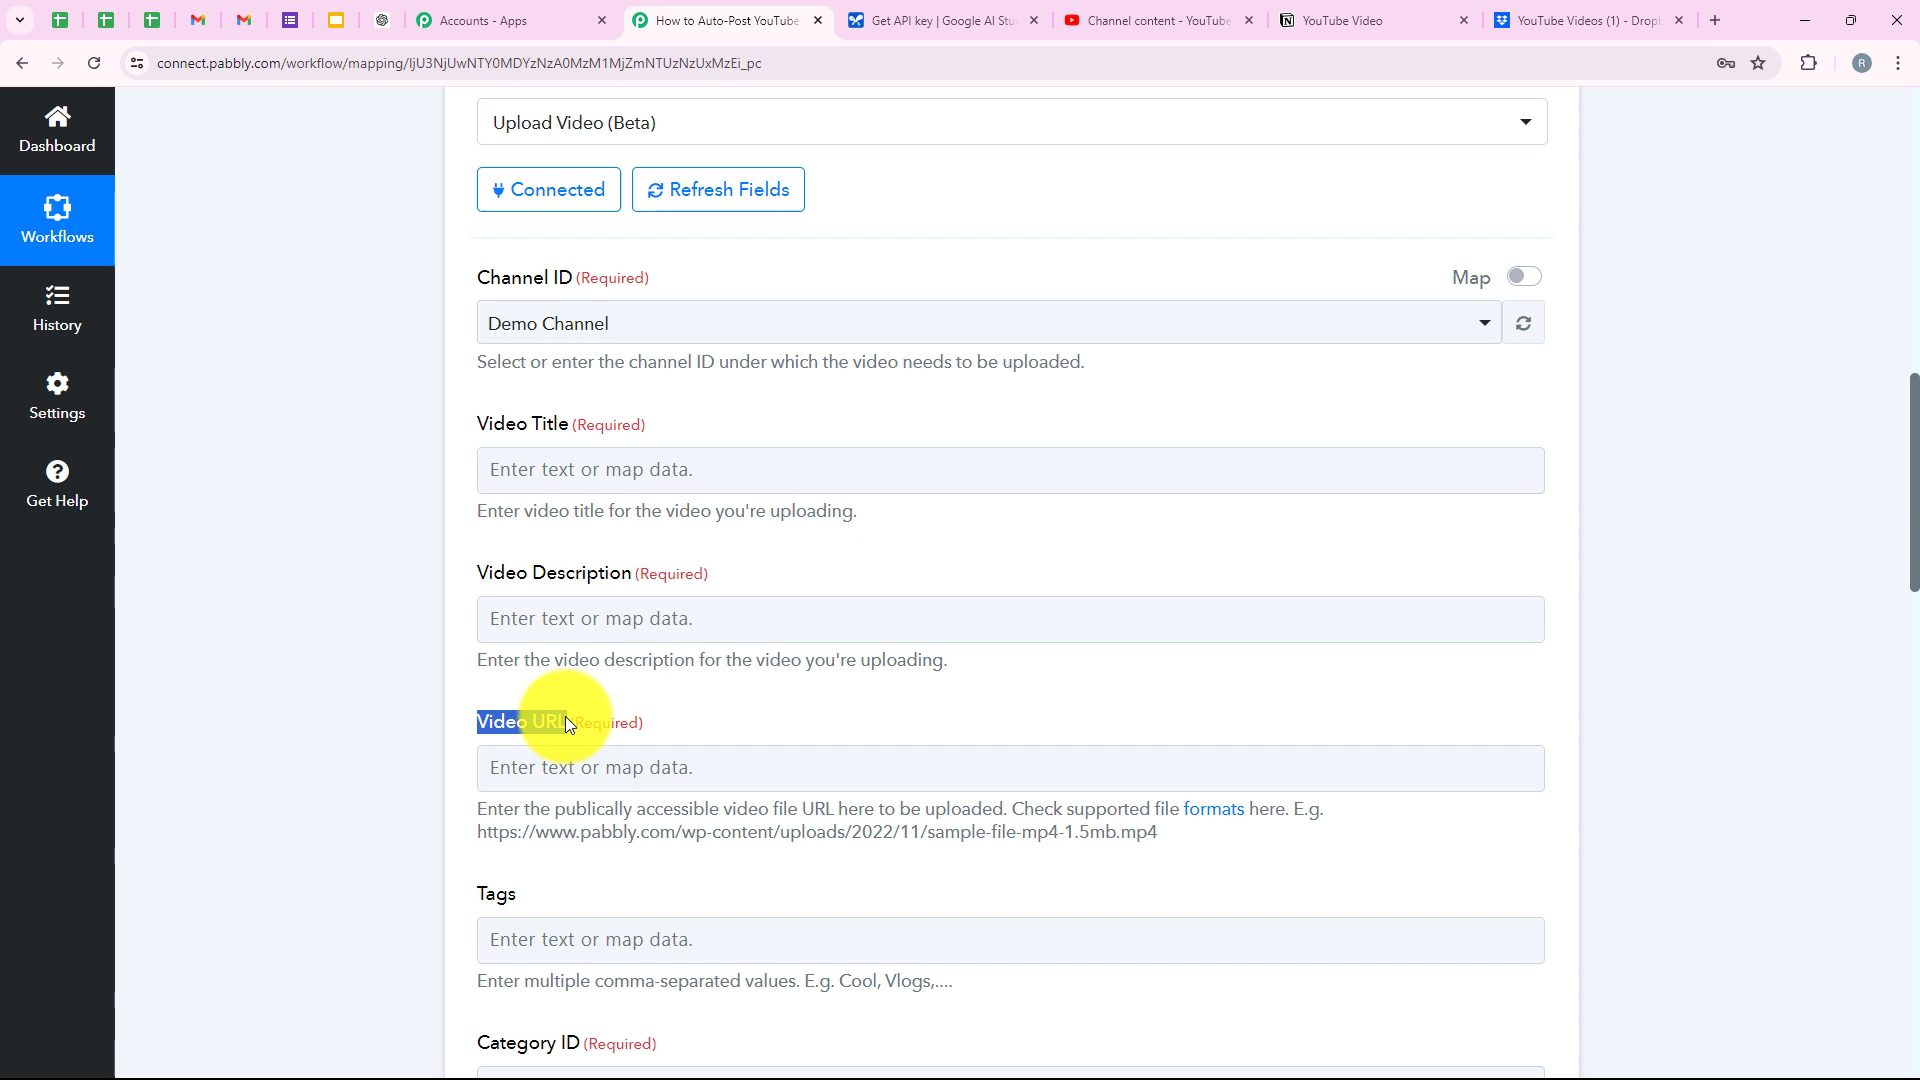 Accounts - Apps
How to Auto-Post YouTube
Get API key | Google AI Stu
Channel content - YouTube
YouTube Video
YouTube Videos (1) - Dropb
connect.pabbly.com/workflow/mapping/IjU3NjUwNTY0MDYzNzA0MzM1MjZmNTUzNzUxMzEi_pc
R
Dashboard
Workflows
History
Settings
Get Help
Upload Video (Beta)
Connected
Refresh Fields
Channel ID (Required)
Map
Demo Channel
Select or enter the channel ID under which the video needs to be uploaded.
Video Title (Required)
Enter text or map data.
Enter video title for the video you're uploading.
Video Description (Required)
Enter text or map data.
Enter the video description for the video you're uploading.
Video URL (Required)
Enter text or map data.
Enter the publically accessible video file URL here to be uploaded. Check supported file formats here. E.g.
https://www.pabbly.com/wp-content/uploads/2022/11/sample-file-mp4-1.5mb.mp4
Tags
Enter text or map data.
Enter multiple comma-separated values. E.g. Cool, Vlogs,....
Category ID (Required)